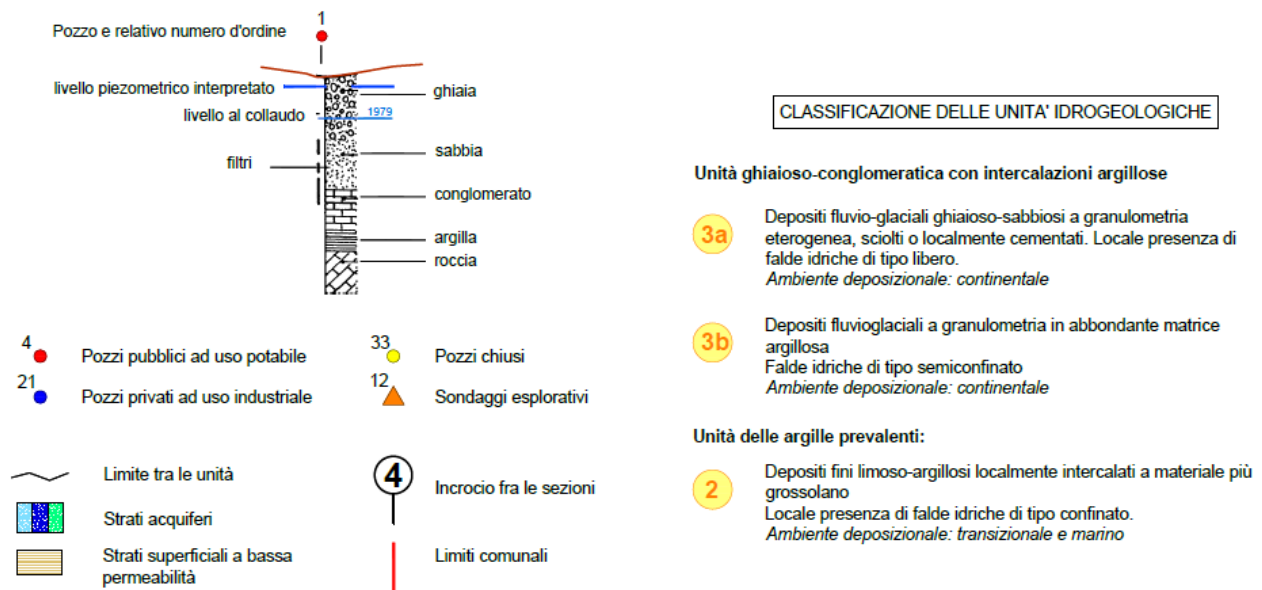 1
Pozzo e relativo numero d'ordine
livello piezometrico interpretato
ghiaia
livello al collaudo
1979
sabbia
filtri
conglomerato
argilla
roccia
4
Pozzi pubblici ad uso potabile
33
Pozzi chiusi
21
Pozzi privati ad uso industriale
12
Sondaggi esplorativi
Limite tra le unità
4
Incrocio fra le sezioni
Strati acquiferi
Strati superficiali a bassa
permeabilità
Limiti comunali
CLASSIFICAZIONE DELLE UNITA' IDROGEOLOGICHE
Unità ghiaioso-conglomeratica con intercalazioni argillose
3a
Depositi fluvio-glaciali ghiaioso-sabbiosi a granulometria
eterogenea, sciolti o localmente cementati. Locale presenza di
falde idriche di tipo libero.
Ambiente deposizionale: continentale
3b
Depositi fluvioglaciali a granulometria in abbondante matrice
argillosa
Falde idriche di tipo semiconfinato
Ambiente deposizionale: continentale
Unità delle argille prevalenti:
2
Depositi fini limoso-argillosi localmente intercalati a materiale più
grossolano
Locale presenza di falde idriche di tipo confinato.
Ambiente deposizionale: transizionale e marino